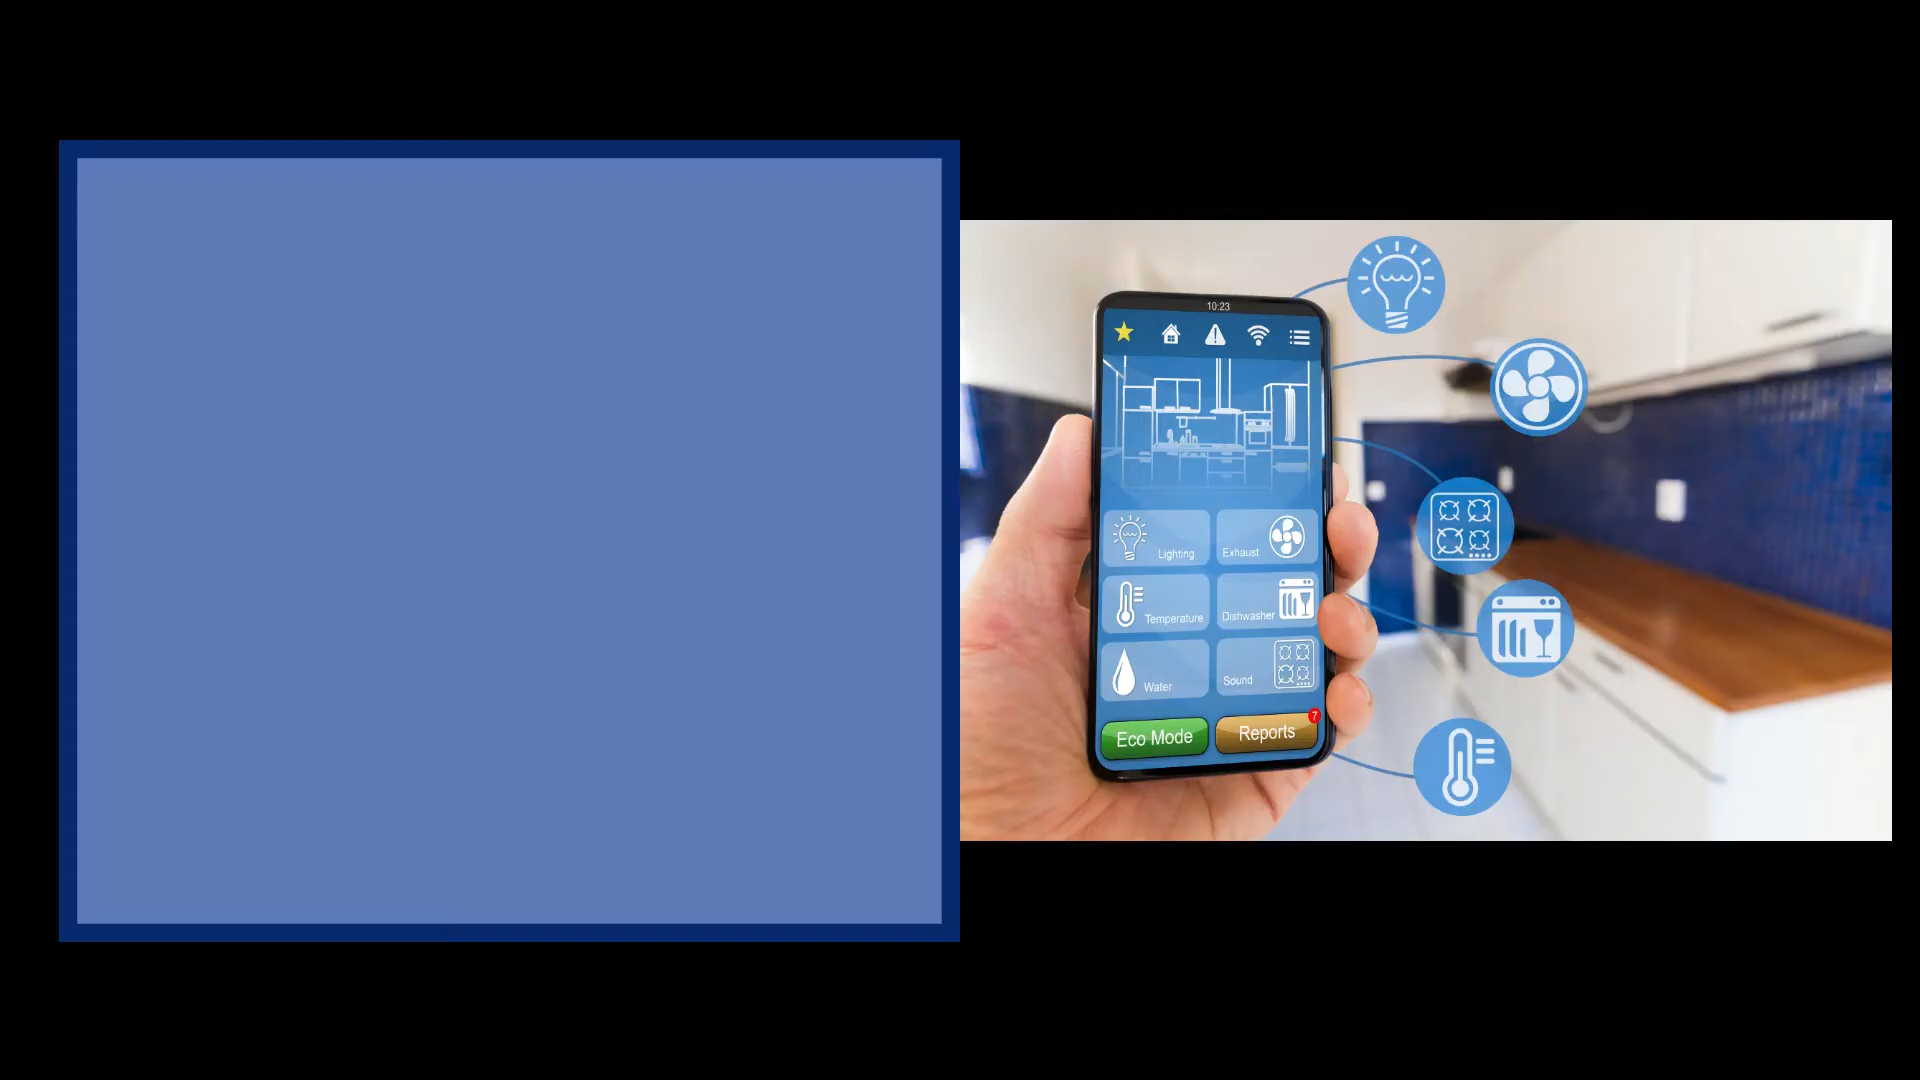 10:23
Lighting
Exhaust
Temperature
Dishwasher
Water
Sound
Eco Mode
Reports
7